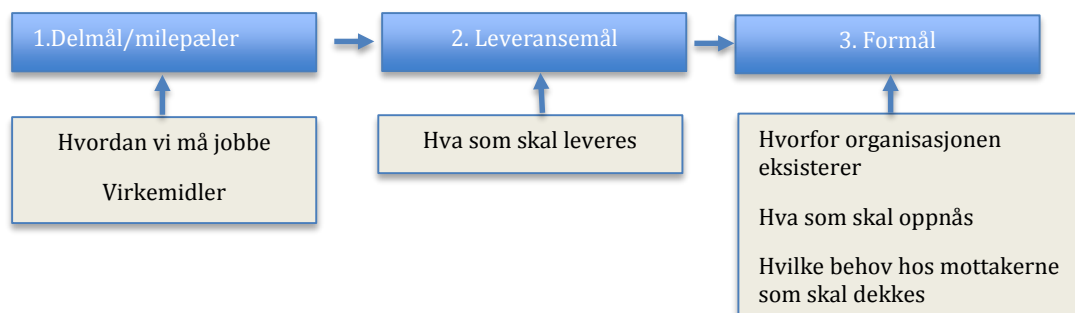 1.Delmål/milepæler
2. Leveransemål
3. Formål
Hvordan vi må jobbe
Virkemidler
Hva som skal leveres
Hvorfor organisasjonen
eksisterer
Hva som skal oppnås
Hvilke behov hos mottakerne
som skal dekkes